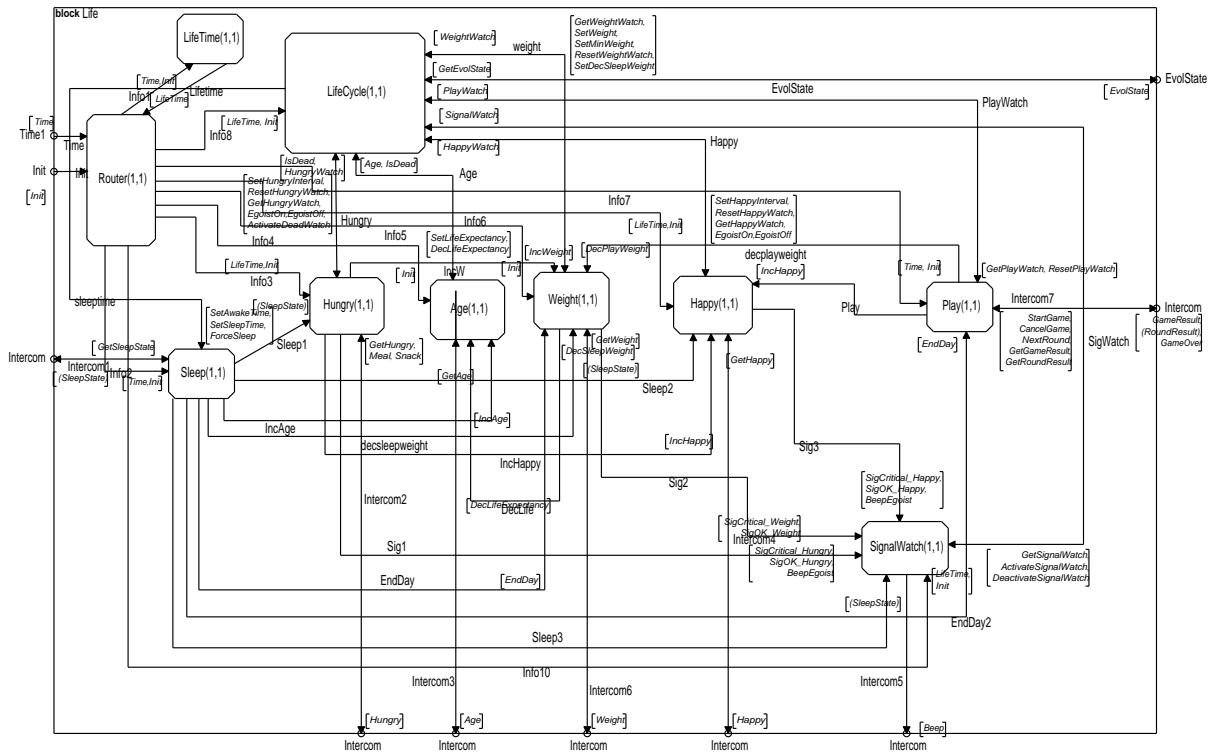 block Life
LifeTime(1,1)
LifeCycle(1,1)
Router(1,1)
Hungry(1,1)
Age(1,1)
Weight(1,1)
Happy(1,1)
Play(1,1)
Sleep(1,1)
SignalWatch(1,1)
WeightWatch
weight
GetWeightWatch,
SetWeight,
SetMinWeight,
ResetWeightWatch,
SetDecSleepWeight
GetEvolState
EvolState
EvolState
EvolState
PlayWatch
PlayWatch
SignalWatch
HappyWatch
Happy
Time,Init
Lifetime
Info1
LifeTime
LifeTime, Init
Info8
Time
Time1
Time
Init
Init
Init
IsDead,
HungryWatch
Age, IsDead
Age
SetHungryInterval,
ResetHungryWatch,
GetHungryWatch,
EgoistOn,EgoistOff,
ActivateDeadWatch
Hungry
Info7
Info6
Info5
Info4
Info3
LifeTime,Init
LifeTime,Init
SetHappyInterval,
ResetHappyWatch,
GetHappyWatch,
EgoistOn,EgoistOff
SetLifeExpectancy,
DecLifeExpectancy
IncWeight
DecPlayWeight
decplayweight
IncHappy
Init
IncW
Init
Time, Init
GetPlayWatch, ResetPlayWatch
Play
Intercom7
Intercom
StartGame,
CancelGame,
NextRound,
GetGameResult,
GetRoundResult
GameResult,
(RoundResult),
GameOver
SigWatch
EndDay
sleeptime
SetAwakeTime,
SetSleepTime,
ForceSleep
(SleepState)
Sleep1
Intercom
GetSleepState
Intercom1
(SleepState)
Info2
Time,Init
GetHungry,
Meal, Snack
GetAge
GetWeight
DecSleepWeight
(SleepState)
Sleep2
GetHappy
IncAge
IncAge
decsleepweight
IncHappy
IncHappy
Sig3
Sig2
Intercom2
DecLifeExpectancy
DecLife
SigCritical_Happy,
SigOK_Happy,
BeepEgoist
SigCritical_Weight,
SigOK_Weight
Intercom4
SigCritical_Hungry,
SigOK_Hungry,
BeepEgoist
Sig1
GetSignalWatch,
ActivateSignalWatch,
DeactivateSignalWatch
LifeTime,
Init
EndDay
EndDay
(SleepState)
EndDay2
Sleep3
Info10
Intercom3
Intercom6
Intercom5
Hungry
Age
Weight
Happy
Beep
Intercom
Intercom
Intercom
Intercom
Intercom